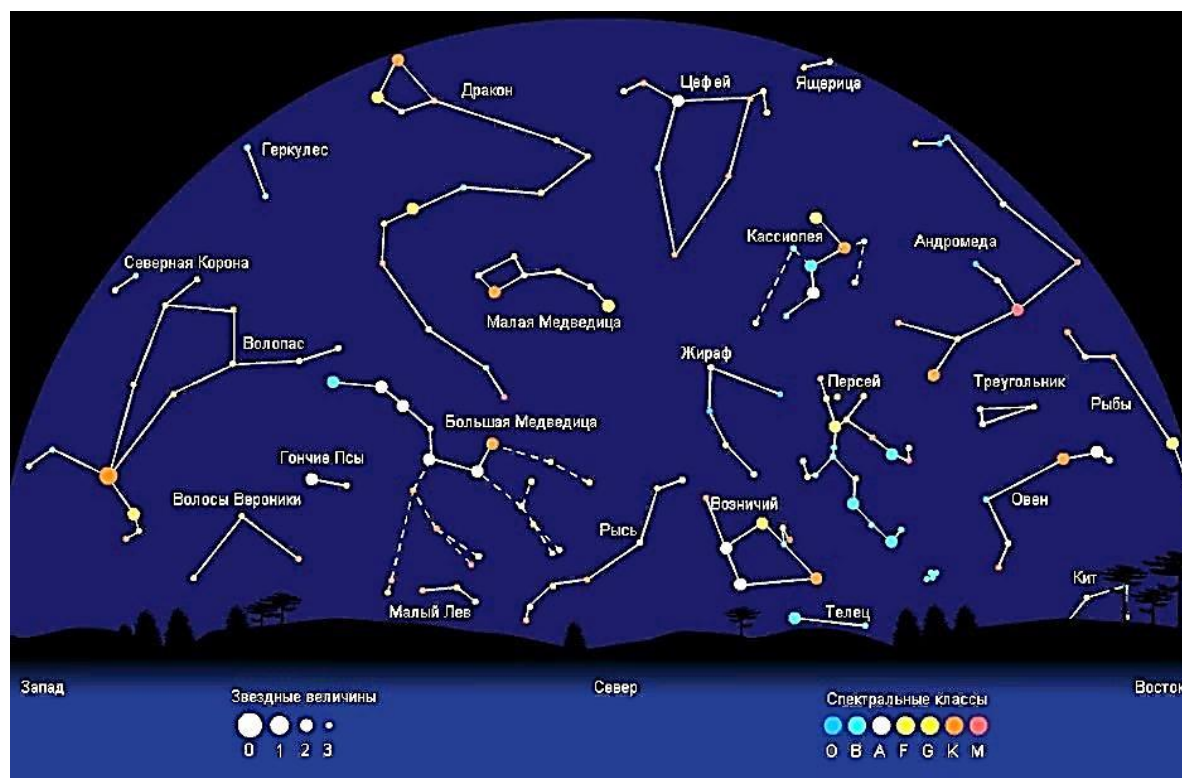 Дракон
Цефей
Ящерица
Геркулес
Кассиопея
Андромеда
Северная Корона
Малая Медведица
Волопас
Жираф
Персей
Треугольник
Рыбы
Большая Медведица
Гончие Псы
Волосы Вероники
Рысь
Возничий
Овен
Кит
Малый Лев
Телец
Запад
Север
Восток
Звездные величины
0 1 2 3
Спектральные классы
O B A F G K M